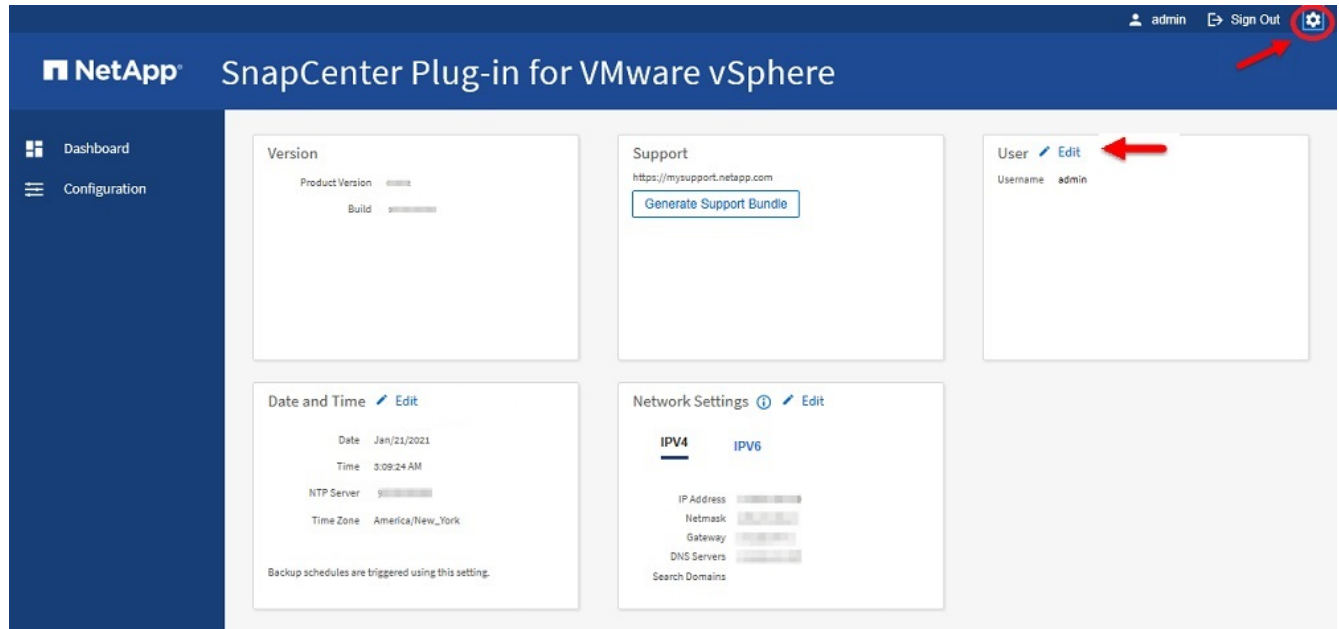 admin Sign Out
NetApp SnapCenter Plug-in for VMware vSphere
Dashboard
Configuration
Version
Product Version
Build
Support
https://mysupport.netapp.com
Generate Support Bundle
User Edit
Username admin
Date and Time Edit
Date Jan/21/2021
Time 3:09:24 AM
NTP Server
Time Zone America/New_York
Backup schedules are triggered using this setting.
Network Settings Edit
IPV4 IPV6
IP Address
Netmask
Gateway
DNS Servers
Search Domains